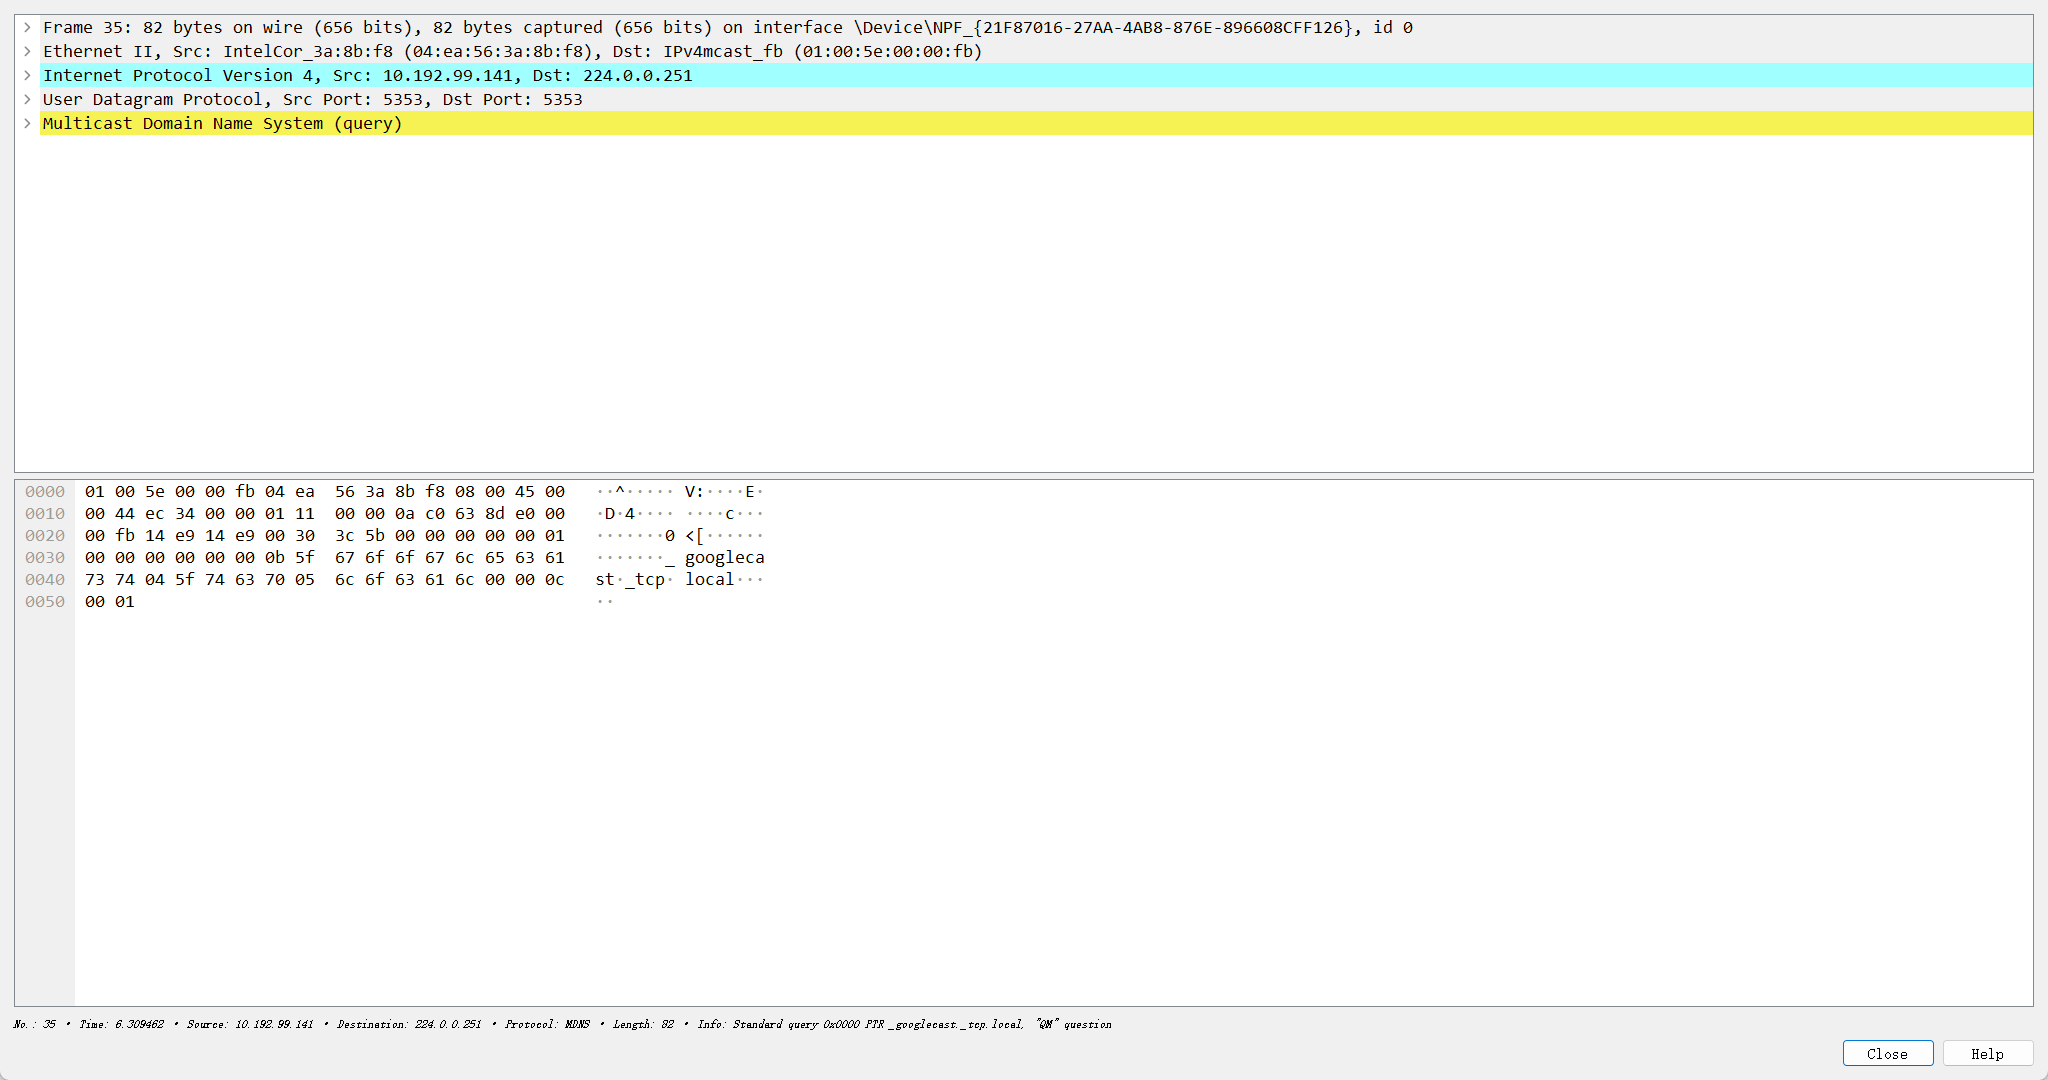 Frame 35: 82 bytes on wire (656 bits), 82 bytes captured (656 bits) on interface \Device\NPF_{21F87016-27AA-4AB8-876E-896608CFF126}, id 0
Ethernet II, Src: IntelCor_3a:8b:f8 (04:ea:56:3a:8b:f8), Dst: IPv4mcast_fb (01:00:5e:00:00:fb)
Internet Protocol Version 4, Src: 10.192.99.141, Dst: 224.0.0.251
User Datagram Protocol, Src Port: 5353, Dst Port: 5353
Multicast Domain Name System (query)
0000 01 00 5e 00 00 fb 04 ea 56 3a 8b f8 08 00 45 00 ··^····· V:····E·
0010 00 44 ec 34 00 00 01 11 00 00 0a c0 63 8d e0 00 ·D·4···· ····c···
0020 00 fb 14 e9 14 e9 00 30 3c 5b 00 00 00 00 00 01 ·······0 <[······
0030 00 00 00 00 00 00 0b 5f 67 6f 6f 67 6c 65 63 61 ·······_ googleca
0040 73 74 04 5f 74 63 70 05 6c 6f 63 61 6c 00 00 0c st·_tcp· local···
0050 00 01 ··
No.: 35 · Time: 6.309462 · Source: 10.192.99.141 · Destination: 224.0.0.251 · Protocol: MDNS · Length: 82 · Info: Standard query 0x0000 PTR _googlecast._tcp.local, "QM" question
Close Help